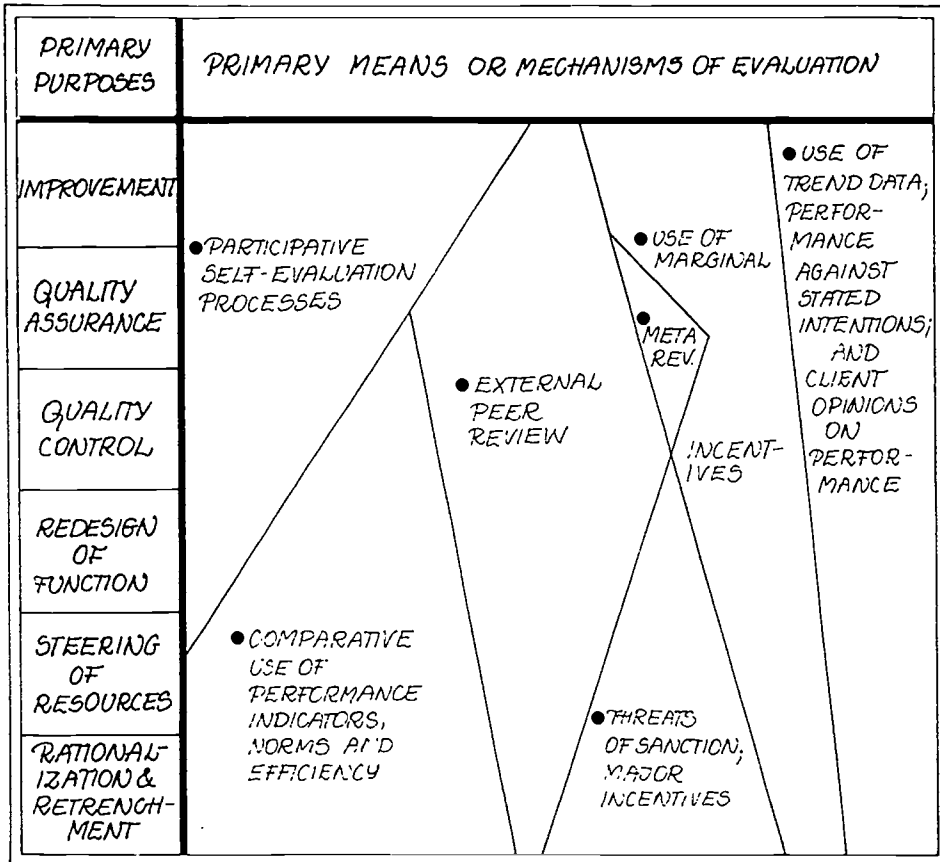 PRIMARY
PURPOSES
PRIMARY MEANS OR MECHANISMS OF EVALUATION
IMPROVEMENT
QUALITY
ASSURANCE
QUALITY
CONTROL
REDESIGN
OF
FUNCTION
STEERING
OF
RESOURCES
RATIONAL-
IZATION &
RETRENCH-
MENT
● PARTICIPATIVE
SELF-EVALUATION
PROCESSES
● COMPARATIVE
USE OF
PERFORMANCE
INDICATORS,
NORMS AND
EFFICIENCY
● EXTERNAL
PEER
REVIEW
● USE OF
MARGINAL
● META
REV.
INCENT-
IVES
● THREATS
OF SANCTION;
MAJOR
INCENTIVES
● USE OF
TREND DATA;
PERFOR-
MANCE
AGAINST
STATED
INTENTIONS;
AND
CLIENT
OPINIONS
ON
PERFOR-
MANCE